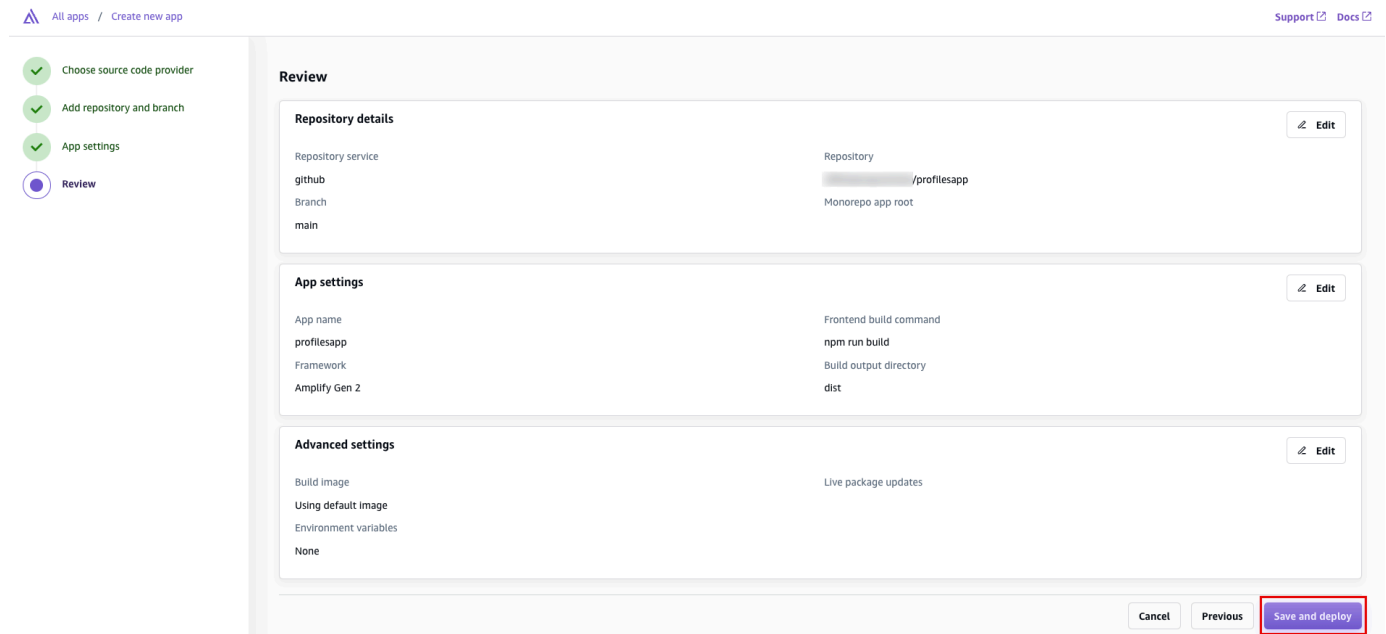 All apps / Create new app
Support Docs
Choose source code provider
Add repository and branch
App settings
Review
Review
Repository details
Edit
Repository service
Repository
github
/profilesapp
Branch
Monorepo app root
main
App settings
Edit
App name
Frontend build command
profilesapp
npm run build
Framework
Build output directory
Amplify Gen 2
dist
Advanced settings
Edit
Build image
Live package updates
Using default image
Environment variables
None
Cancel Previous Save and deploy